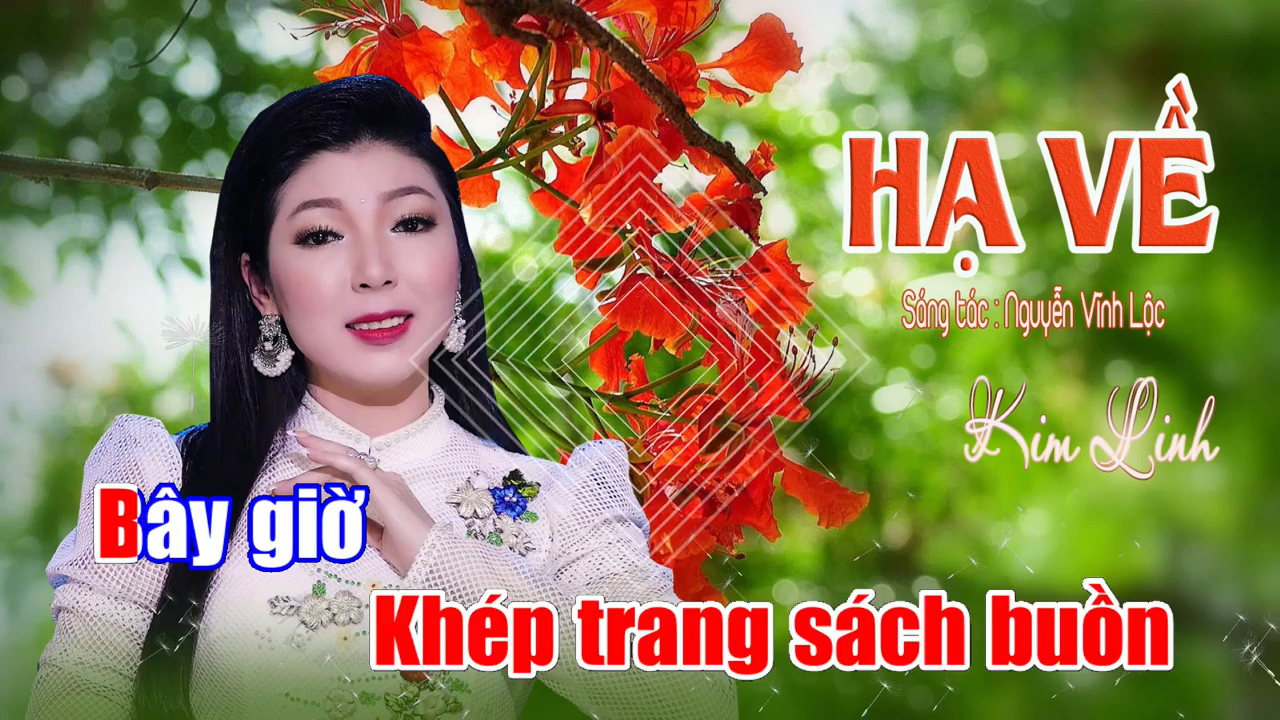 HẠ VỀ
Sáng tác : Nguyễn Vĩnh Lộc
Kim Linh
Bây giờ
Khép trang sách buồn